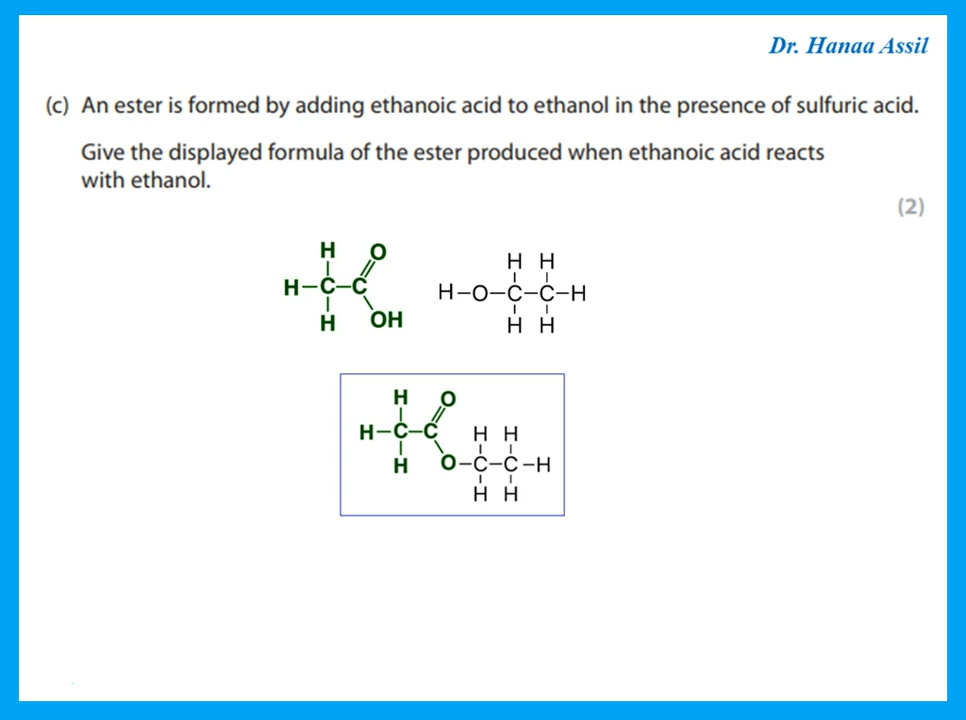 Dr. Hanaa Assil
(c) An ester is formed by adding ethanoic acid to ethanol in the presence of sulfuric acid.
Give the displayed formula of the ester produced when ethanoic acid reacts
with ethanol.
(2)
H O
H–C–C
H OH
H H
H–O–C–C–H
H H
H O
H–C–C
H O–C–C–H
H H
H H